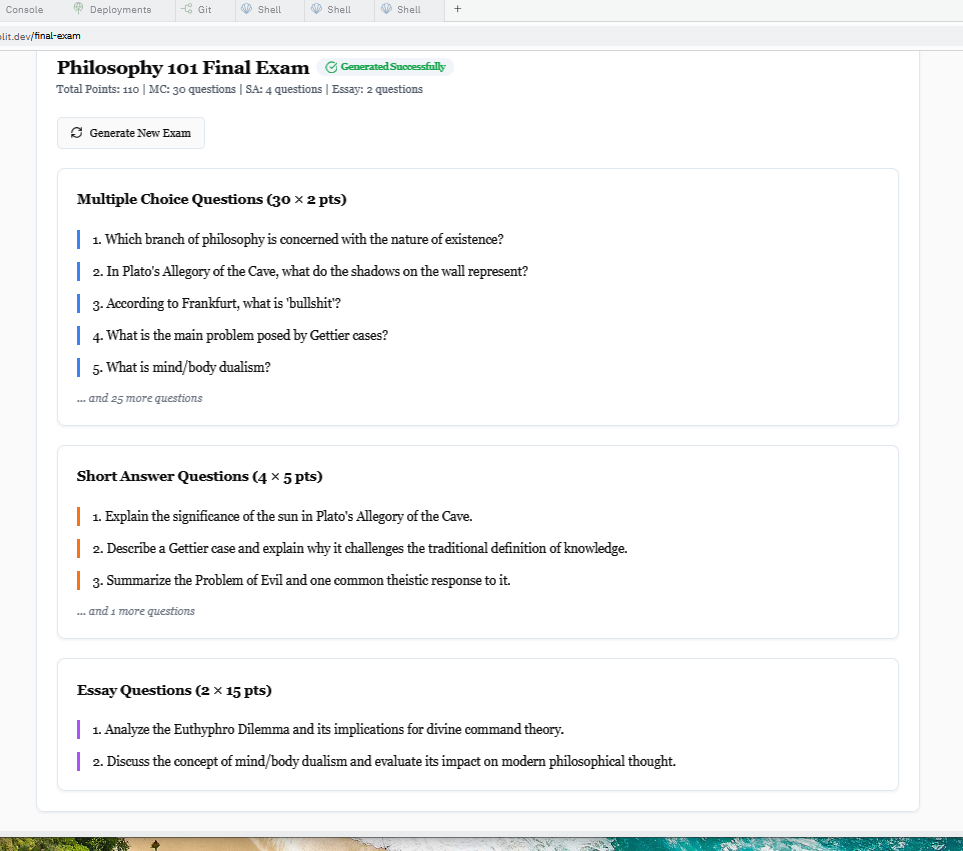 Console Deployments Git Shell Shell Shell +
lit.dev/final-exam
Philosophy 101 Final Exam Generated Successfully
Total Points: 110 | MC: 30 questions | SA: 4 questions | Essay: 2 questions
Generate New Exam
Multiple Choice Questions (30 × 2 pts)
1. Which branch of philosophy is concerned with the nature of existence?
2. In Plato's Allegory of the Cave, what do the shadows on the wall represent?
3. According to Frankfurt, what is 'bullshit'?
4. What is the main problem posed by Gettier cases?
5. What is mind/body dualism?
... and 25 more questions
Short Answer Questions (4 × 5 pts)
1. Explain the significance of the sun in Plato's Allegory of the Cave.
2. Describe a Gettier case and explain why it challenges the traditional definition of knowledge.
3. Summarize the Problem of Evil and one common theistic response to it.
... and 1 more questions
Essay Questions (2 × 15 pts)
1. Analyze the Euthyphro Dilemma and its implications for divine command theory.
2. Discuss the concept of mind/body dualism and evaluate its impact on modern philosophical thought.